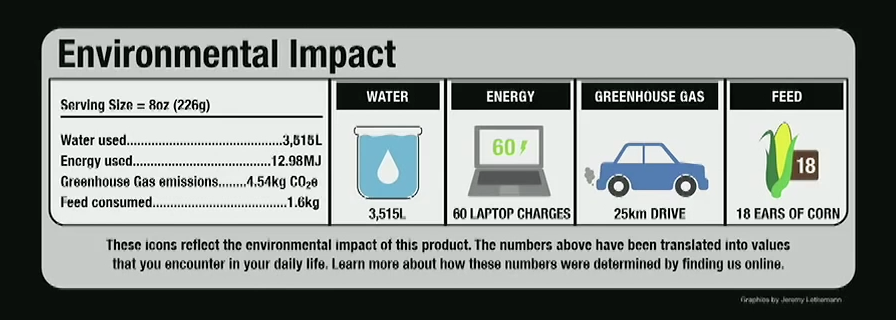 Environmental Impact
Serving Size = 8oz (226g)
Water used...................................3,515L
Energy used...............................12.98MJ
Greenhouse Gas emissions.......4.54kg CO₂e
Feed consumed..............................1.6kg
WATER
3,515L
ENERGY
60
60 LAPTOP CHARGES
GREENHOUSE GAS
25km DRIVE
FEED
18
18 EARS OF CORN
These icons reflect the environmental impact of this product. The numbers above have been translated into values
that you encounter in your daily life. Learn more about how these numbers were determined by finding us online.
Graphics by Jeremy